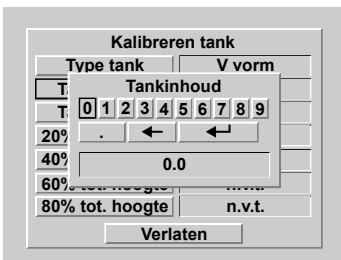 Kalibreren tank
Type tank V vorm
Tankinhoud
0 1 2 3 4 5 6 7 8 9
.
20%
0.0
40%
60% tot. hoogte n.v.t.
80% tot. hoogte n.v.t.
Verlaten